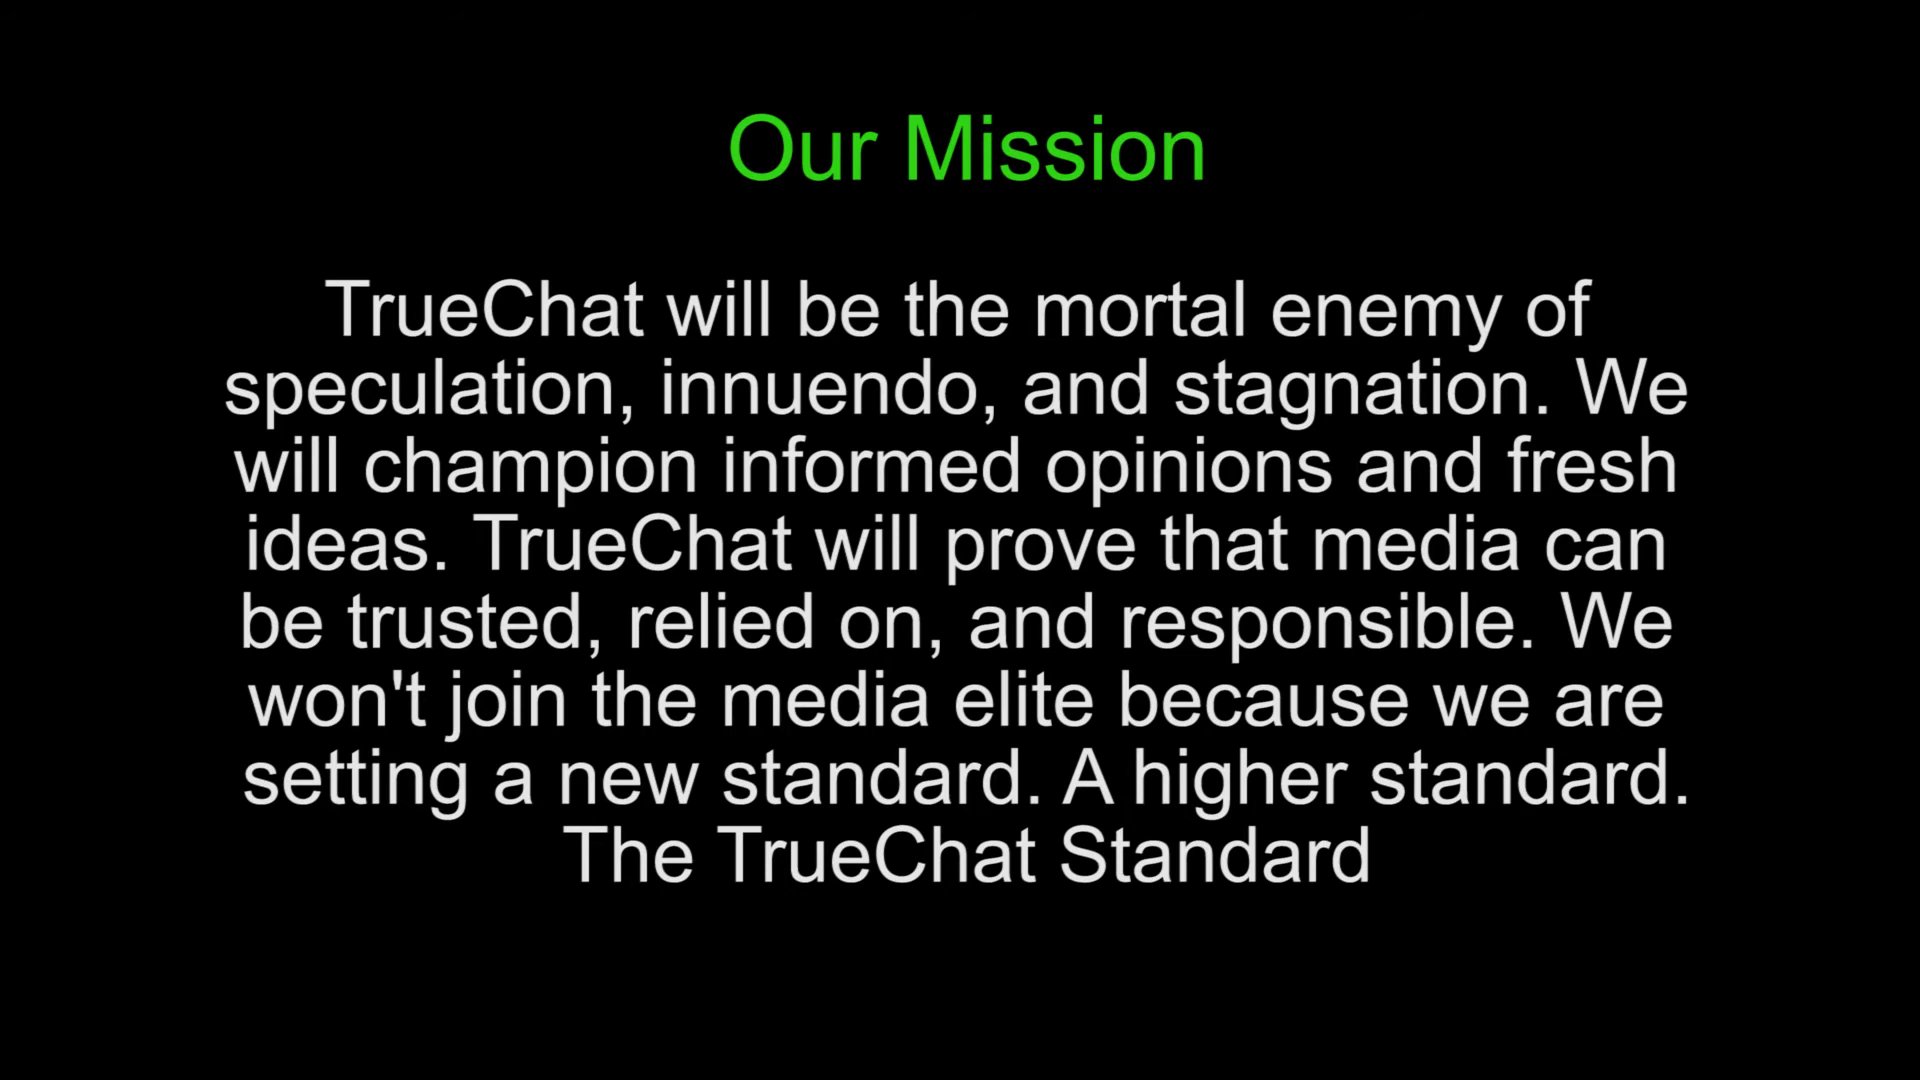 Our Mission
TrueChat will be the mortal enemy of
speculation, innuendo, and stagnation. We
will champion informed opinions and fresh
ideas. TrueChat will prove that media can
be trusted, relied on, and responsible. We
won't join the media elite because we are
setting a new standard. A higher standard.
The TrueChat Standard